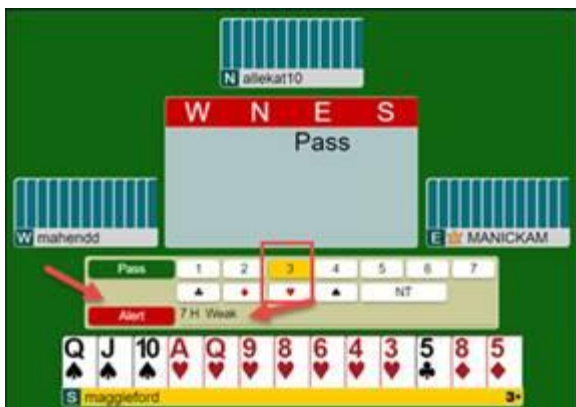 N allekat10
W N E S
Pass
W mahendd
E MANICKAM
Pass 1 2 3 4 5 6 7
♣ ♦ ♥ ♠ NT
Alert 7 H Weak
Q J 10 A Q 9 8 6 4 3 5 8 5
♠ ♠ ♠ ♥ ♥ ♥ ♥ ♥ ♥ ♥ ♣ ♦ ♦
S maggieford 3+